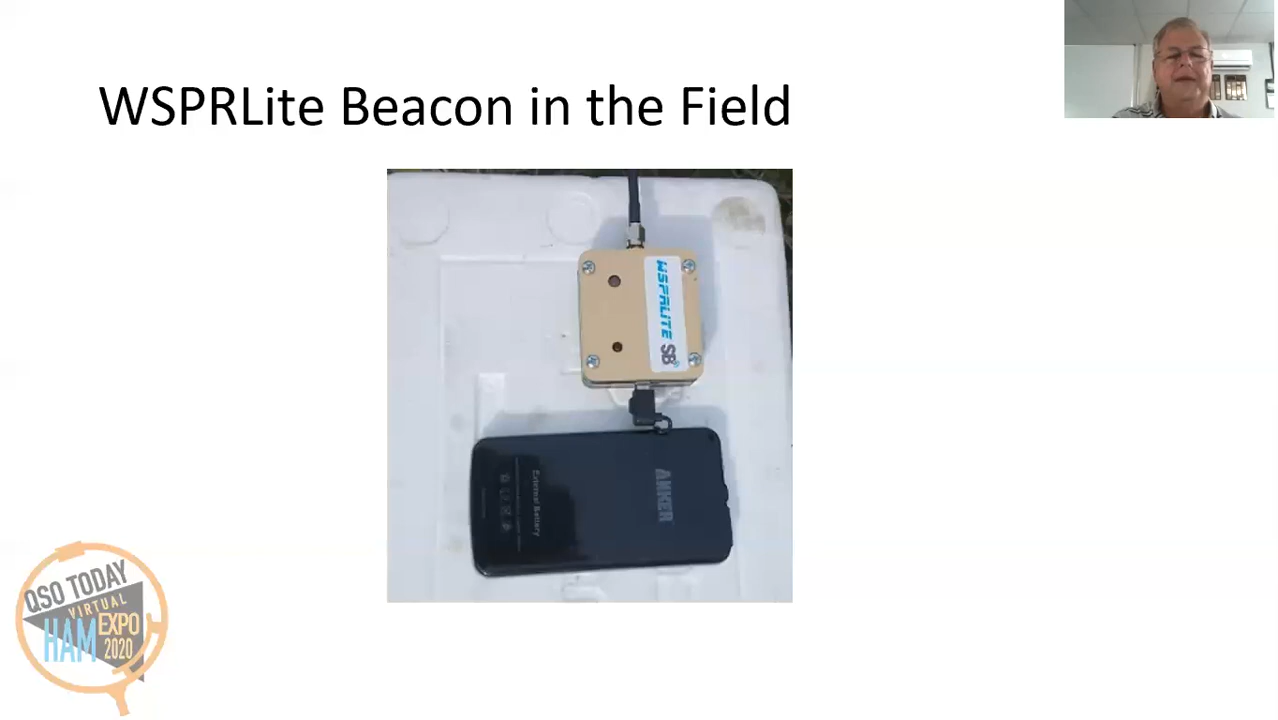 WSPRLite Beacon in the Field
WSPRLITE
SB
ANKER
External Battery
QSO TODAY
VIRTUAL
HAM EXPO
2020